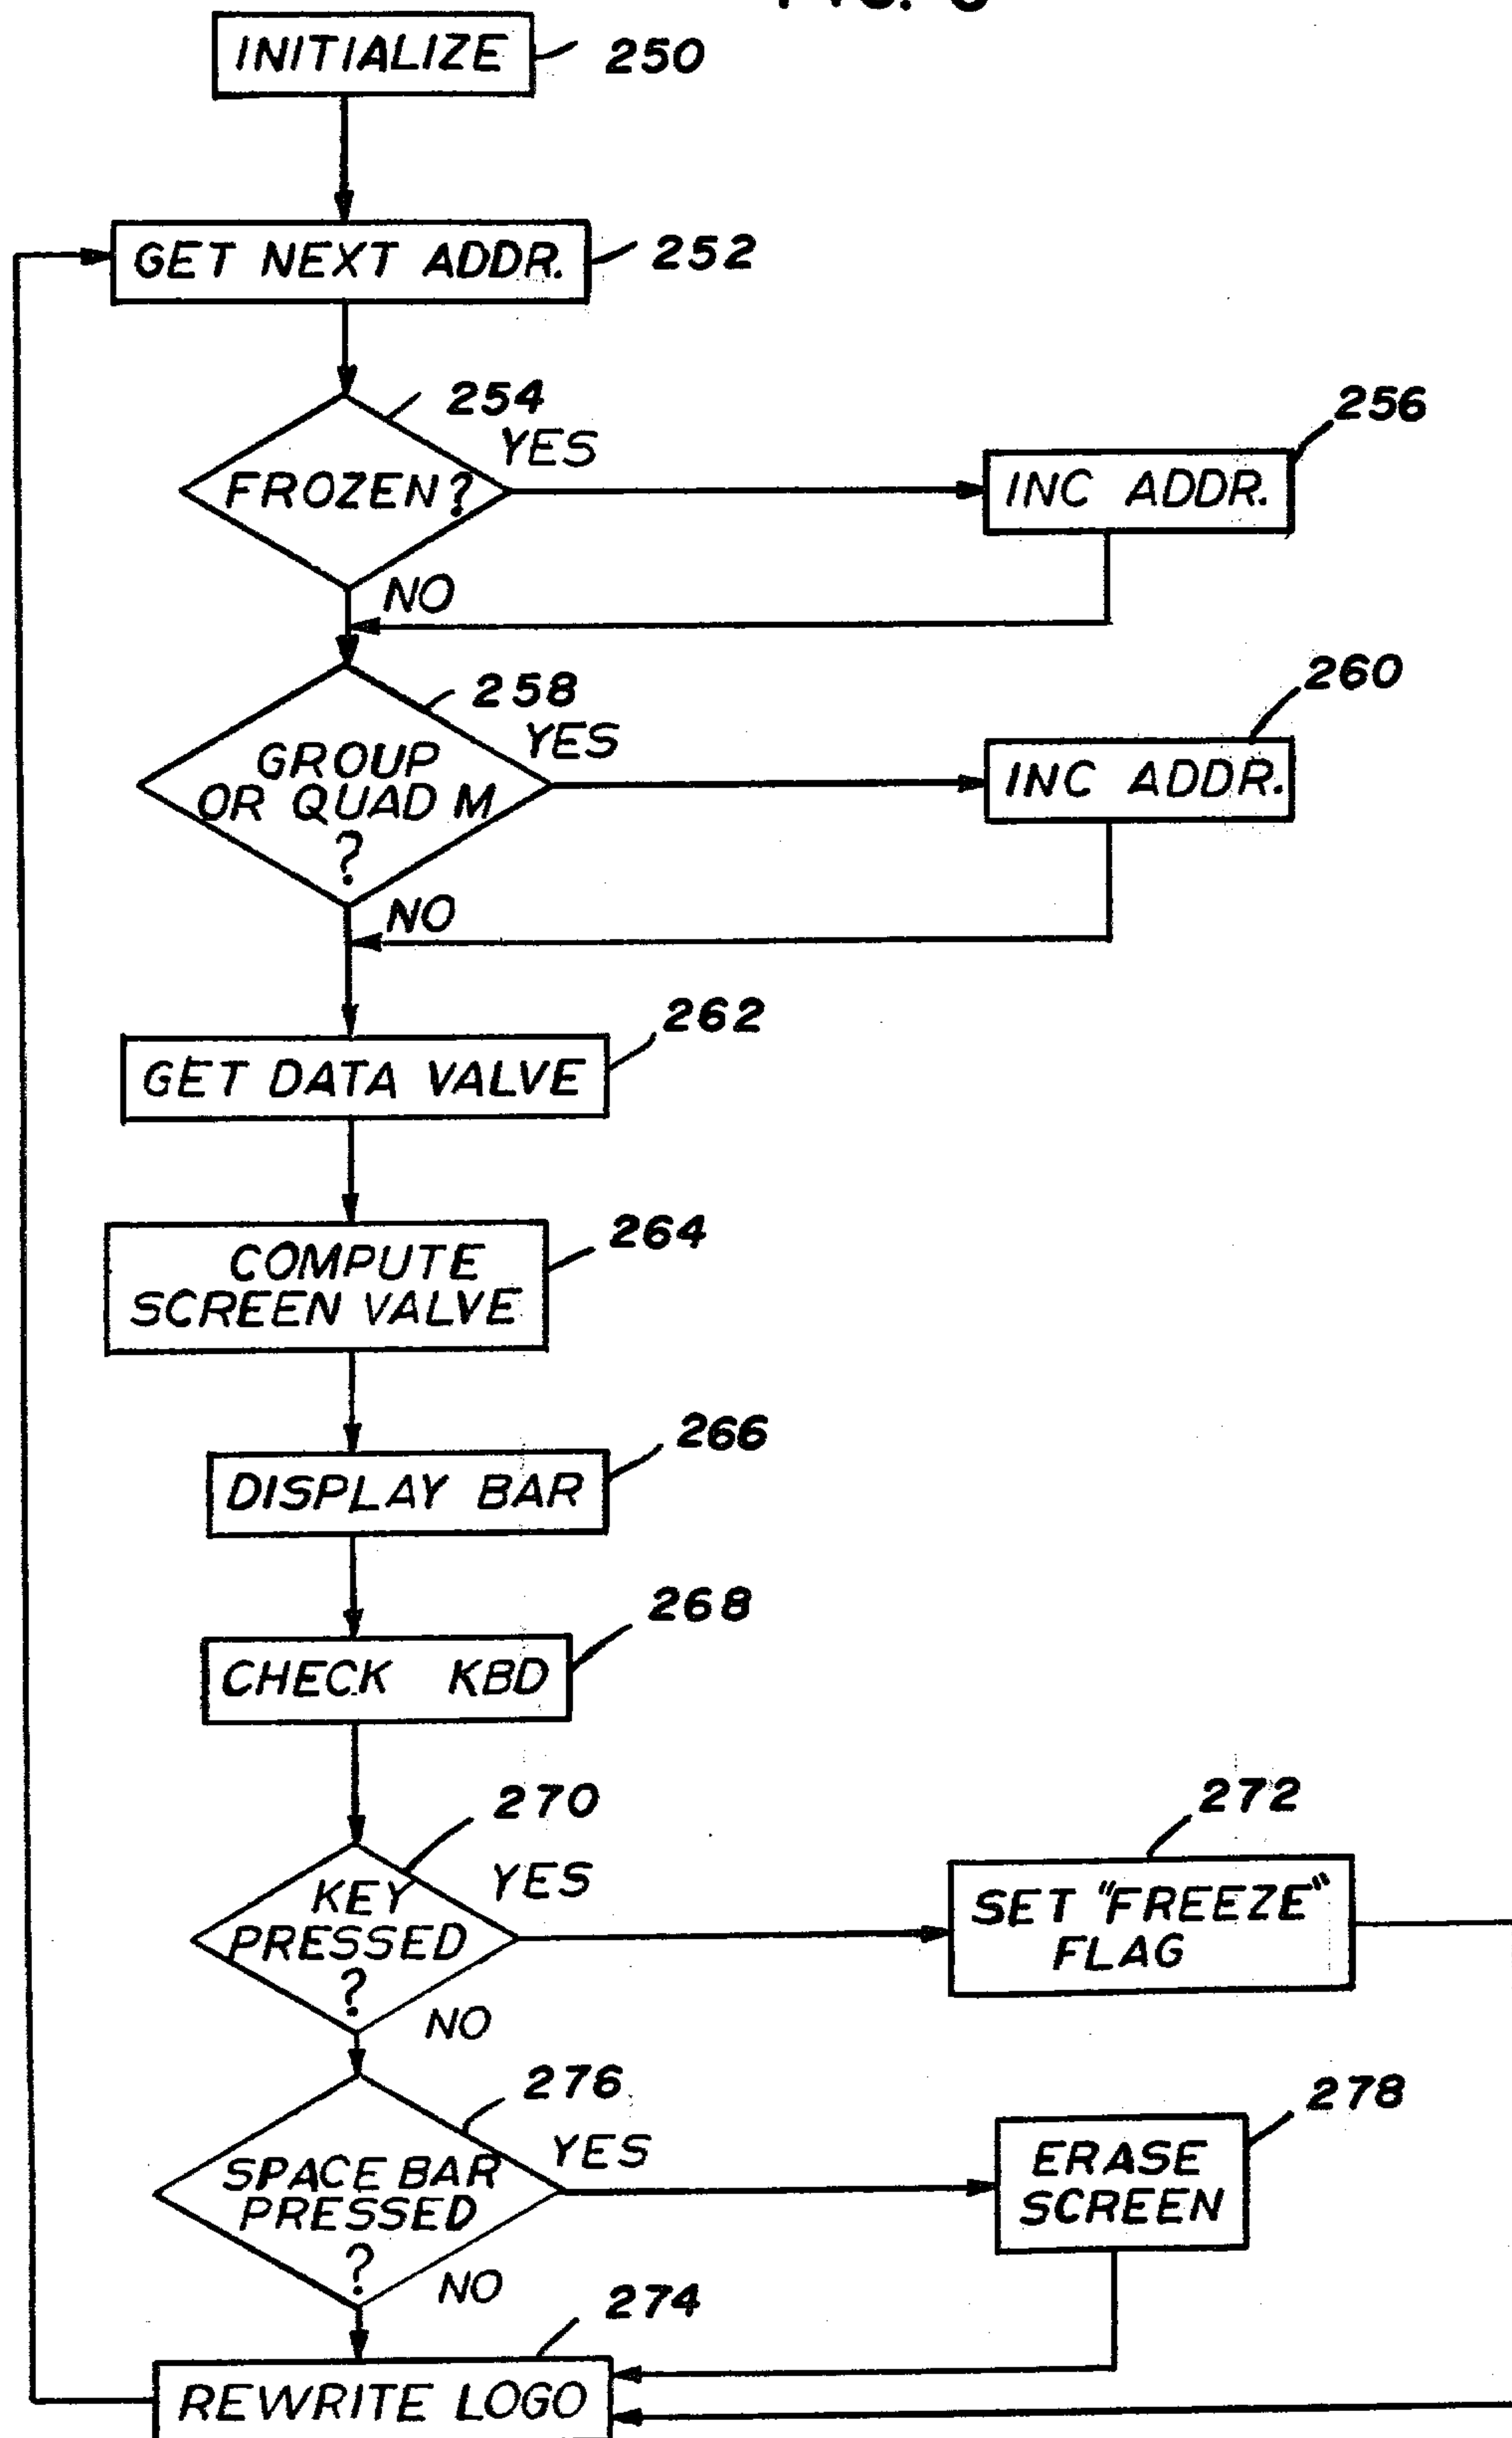 INITIALIZE
250
GET NEXT ADDR.
252
254
YES
FROZEN?
256
INC ADDR.
NO
258
YES
GROUP
OR QUAD M
?
260
INC ADDR.
NO
262
GET DATA VALVE
264
COMPUTE
SCREEN VALVE
266
DISPLAY BAR
268
CHECK KBD
270
YES
KEY
PRESSED
?
NO
272
SET "FREEZE"
FLAG
276
YES
SPACE BAR
PRESSED
?
NO
278
ERASE
SCREEN
274
REWRITE LOGO